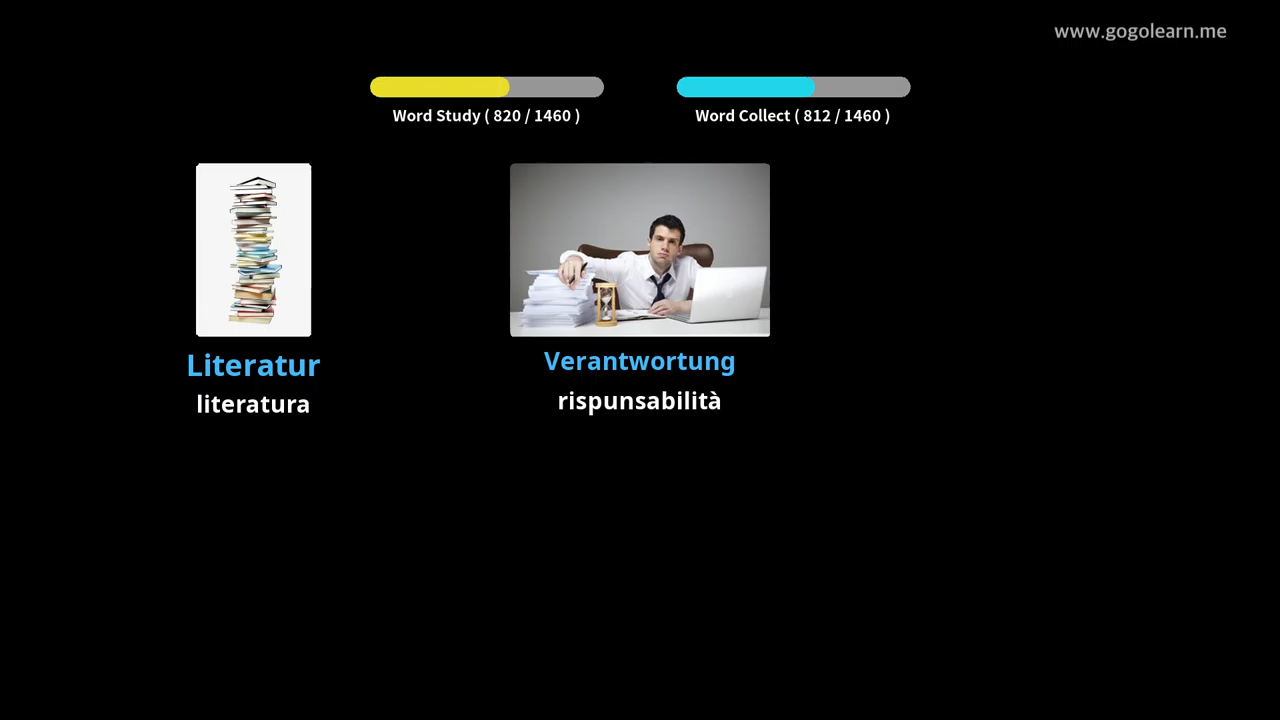 www.gogolearn.me
Word Study ( 820 / 1460 )
Word Collect ( 812 / 1460 )
Literatur
literatura
Verantwortung
rispunsabilità